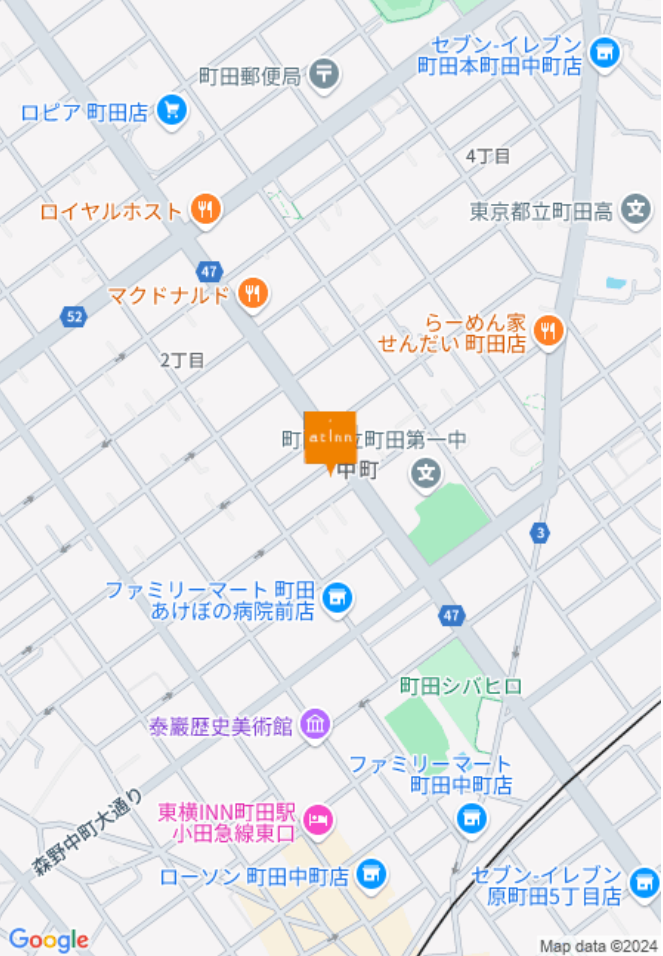 セブン-イレブン
町田本町田中町店
町田郵便局
ロピア 町田店
4丁目
ロイヤルホスト
東京都立町田高
47
マクドナルド
52
らーめん家
せんだい 町田店
2丁目
町
立町田第一中
at inn
中町
3
ファミリーマート 町田
あけぼの病院前店
47
町田シバヒロ
泰巖歴史美術館
ファミリーマート
町田中町店
森野中町大通り
東横INN町田駅
小田急線東口
ローソン 町田中町店
セブン-イレブン
原町田5丁目店
Google
Map data ©2024